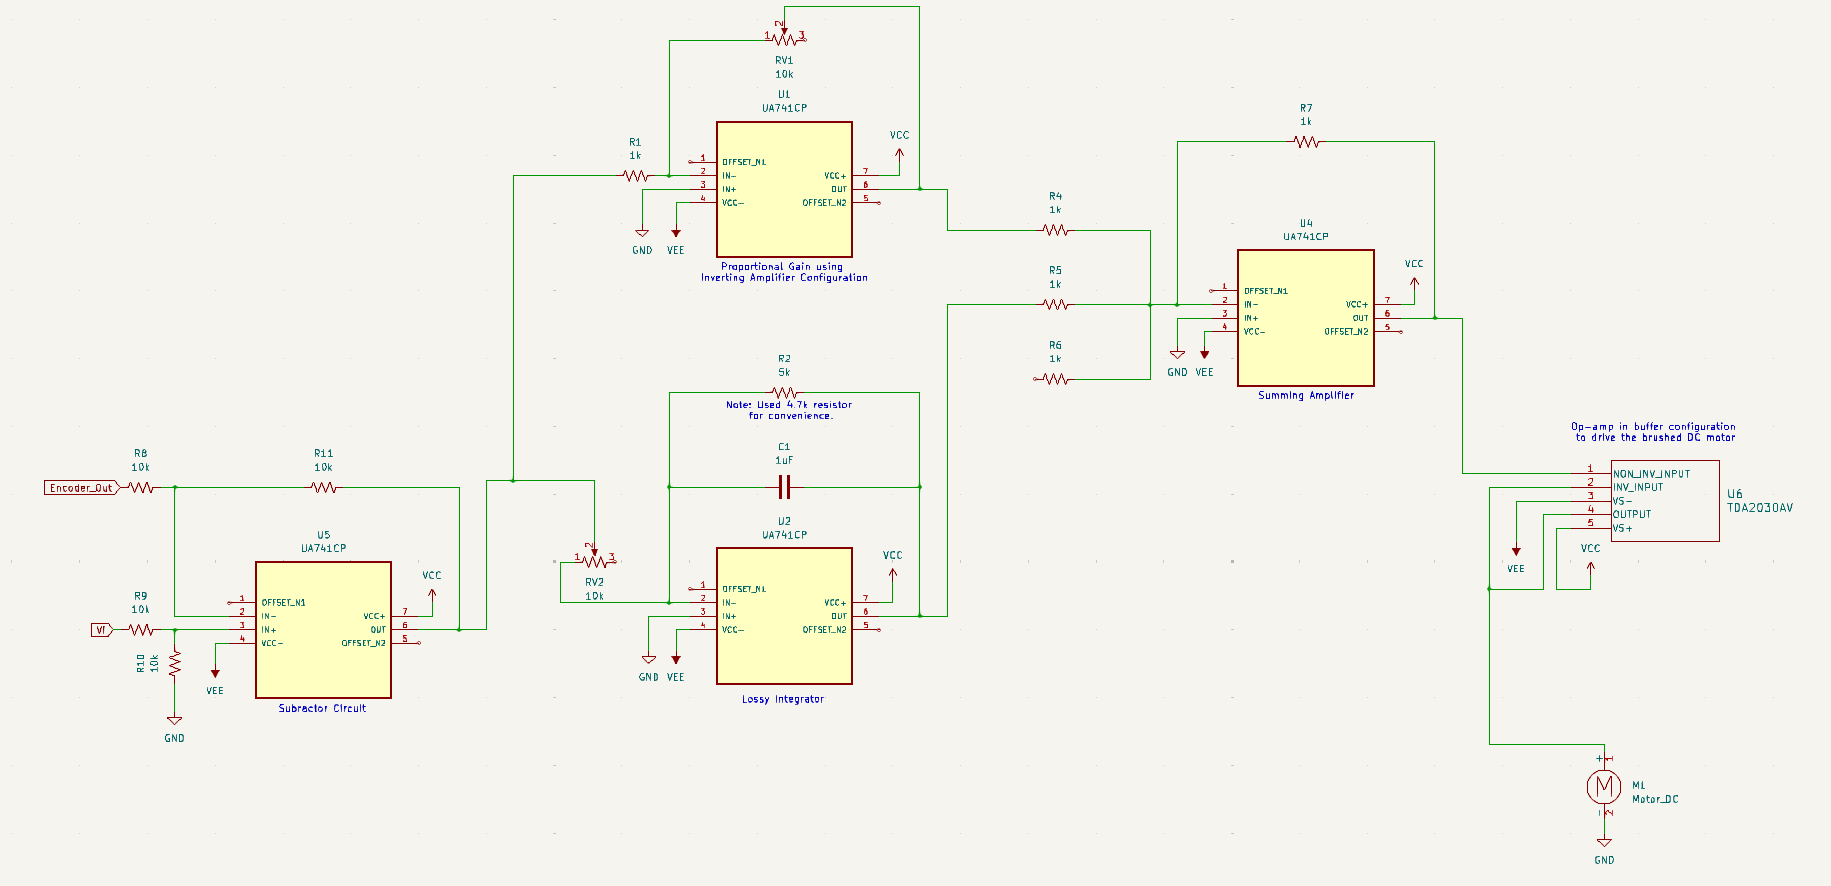 2
1
3
RV1
10k
U1
UA741CP
R1
1k
VCC
1
OFFSET_N1
2
IN-
3
IN+
4
VCC-
VCC+
7
OUT
6
OFFSET_N2
5
GND
VEE
Proportional Gain using
Inverting Amplifier Configuration
R4
1k
R5
1k
R6
1k
R7
1k
U4
UA741CP
VCC
1
OFFSET_N1
2
IN-
3
IN+
4
VCC-
VCC+
7
OUT
6
OFFSET_N2
5
GND
VEE
Summing Amplifier
R2
5k
Note: Used 4.7k resistor
for convenience.
C1
1uF
U2
UA741CP
2
1
3
RV2
10k
VCC
1
OFFSET_N1
2
IN-
3
IN+
4
VCC-
VCC+
7
OUT
6
OFFSET_N2
5
GND
VEE
Lossy Integrator
R8
10k
R11
10k
Encoder_Out
U5
UA741CP
R9
10k
Vf
R10
10k
VCC
1
OFFSET_N1
2
IN-
3
IN+
4
VCC-
VCC+
7
OUT
6
OFFSET_N2
5
VEE
GND
Subractor Circuit
Op-amp in buffer configuration
to drive the brushed DC motor
1
NON_INV_INPUT
2
INV_INPUT
3
VS-
4
OUTPUT
5
VS+
U6
TDA2030AV
VEE
VCC
+
1
M
-
2
M1
Motor_DC
GND